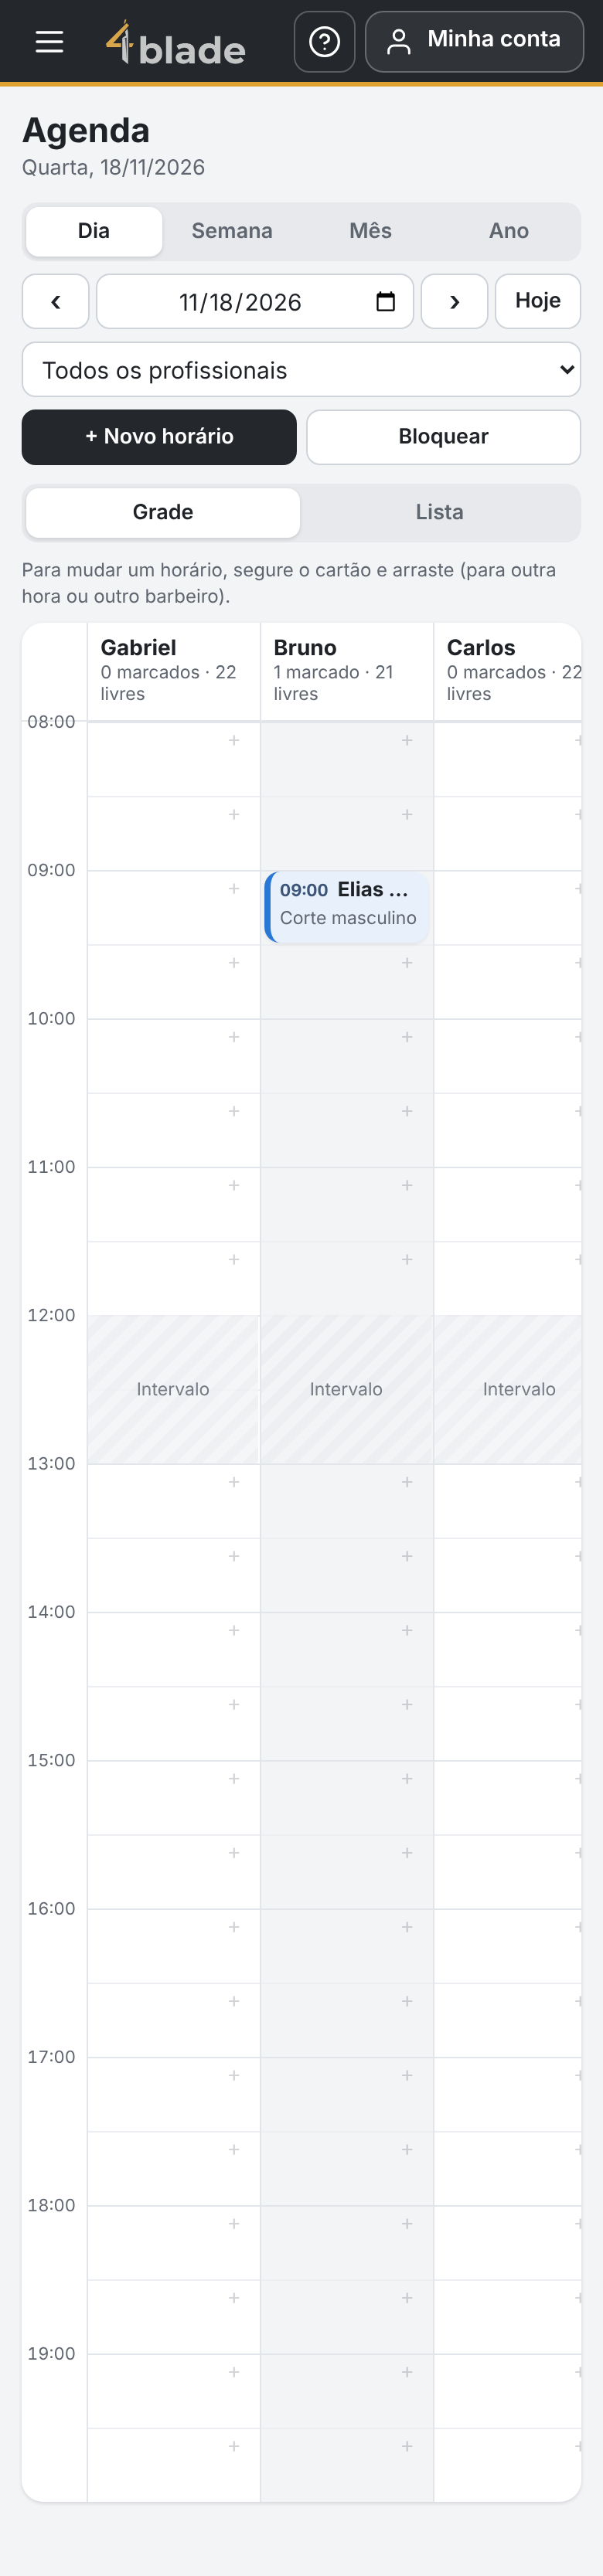 4blade
Minha conta
Agenda
Quarta, 18/11/2026
Dia Semana Mês Ano
‹ 11/18/2026 › Hoje
Todos os profissionais
+ Novo horário Bloquear
Grade Lista
Para mudar um horário, segure o cartão e arraste (para outra
hora ou outro barbeiro).
Gabriel Bruno Carlos
0 marcados · 22 1 marcado · 21 0 marcados · 22
livres livres livres
08:00
+ + +
+ + +
09:00
09:00 Elias ...
+ +
Corte masculino
+ + +
10:00
+ + +
+ + +
11:00
+ + +
+ + +
12:00
Intervalo Intervalo Intervalo
13:00
+ + +
+ + +
14:00
+ + +
+ + +
15:00
+ + +
+ + +
16:00
+ + +
+ + +
17:00
+ + +
+ + +
18:00
+ + +
+ + +
19:00
+ + +
+ + +